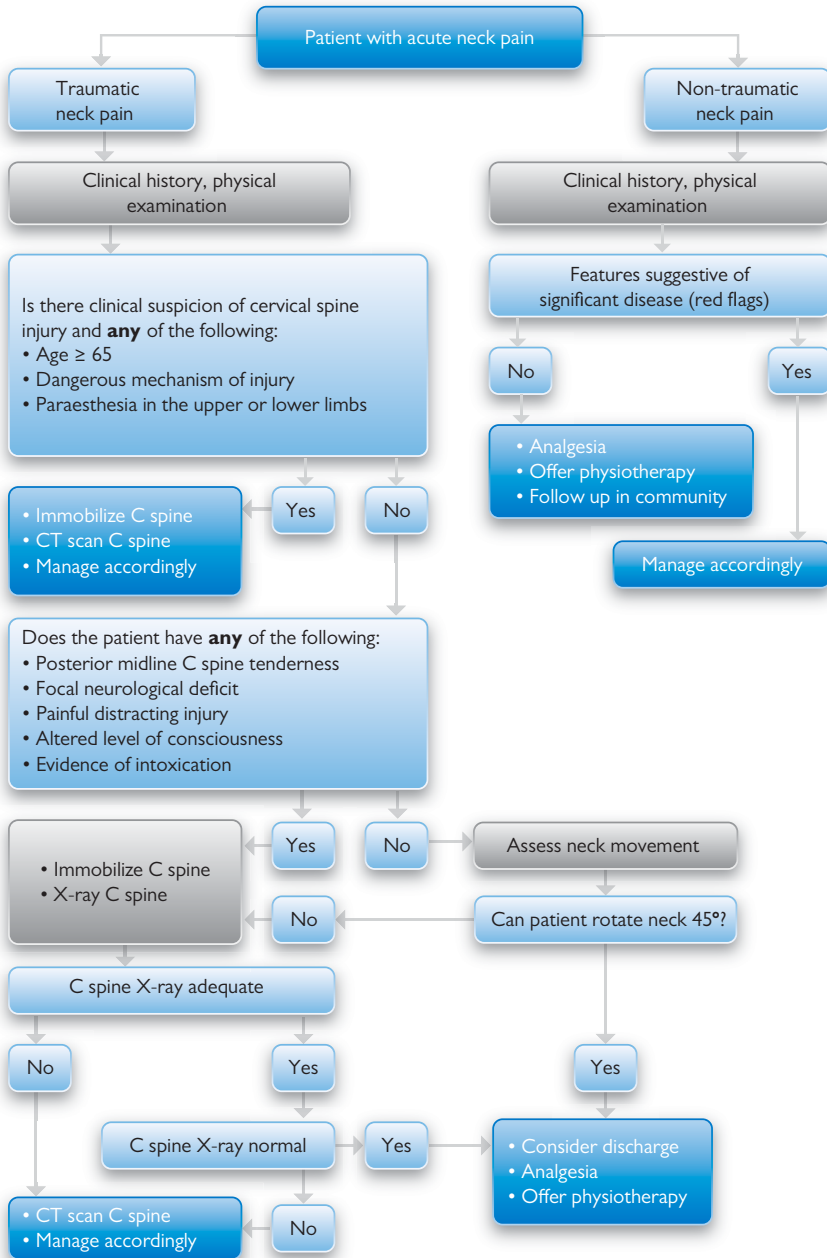 Patient with acute neck pain
Traumatic
neck pain
Clinical history, physical
examination
Is there clinical suspicion of cervical spine
injury and any of the following:
• Age ≥ 65
• Dangerous mechanism of injury
• Paraesthesia in the upper or lower limbs
Yes
No
• Immobilize C spine
• CT scan C spine
• Manage accordingly
Does the patient have any of the following:
• Posterior midline C spine tenderness
• Focal neurological deficit
• Painful distracting injury
• Altered level of consciousness
• Evidence of intoxication
Yes
No
• Immobilize C spine
• X-ray C spine
Assess neck movement
Can patient rotate neck 45º?
No
Yes
C spine X-ray adequate
No
Yes
C spine X-ray normal
Yes
No
• Consider discharge
• Analgesia
• Offer physiotherapy
• CT scan C spine
• Manage accordingly
Non-traumatic
neck pain
Clinical history, physical
examination
Features suggestive of
significant disease (red flags)
No
Yes
• Analgesia
• Offer physiotherapy
• Follow up in community
Manage accordingly